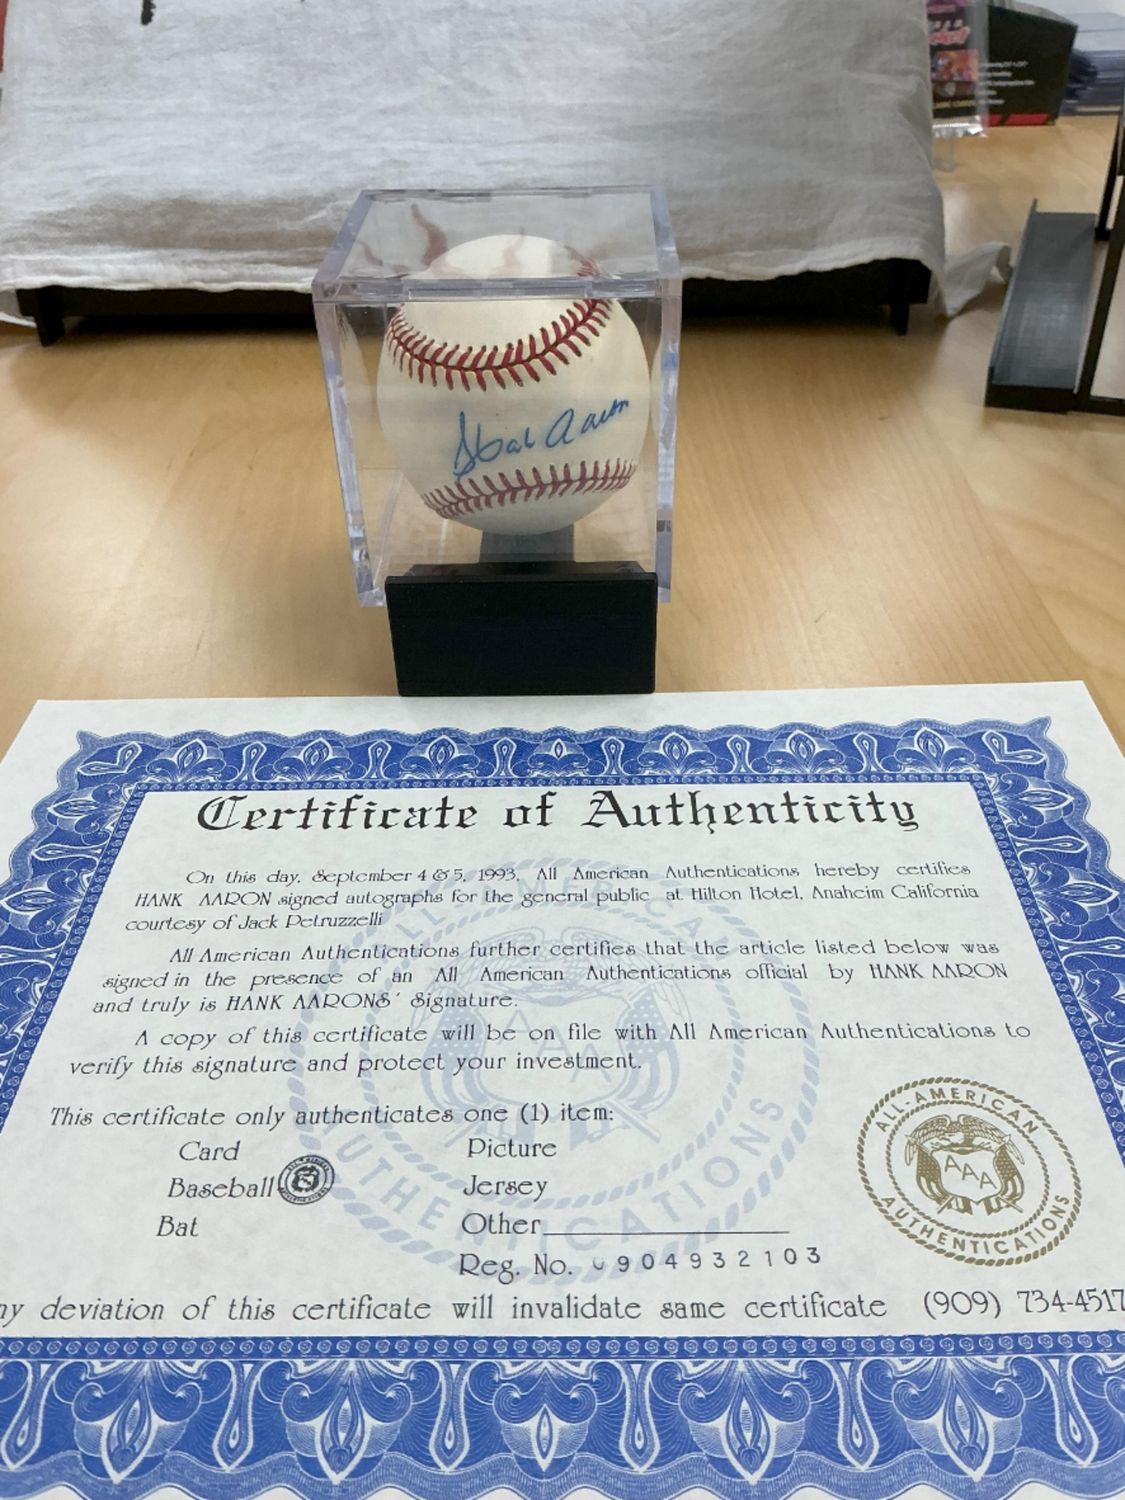 Hank Aaron
Certificate of Authenticity
On this day, September 4 & 5, 1993, All American Authentications hereby certifies
HANK AARON signed autographs for the general public at Hilton Hotel, Anaheim California
courtesy of Jack Petruzzelli
All American Authentications further certifies that the article listed below was
signed in the presence of an All American Authentications official by HANK AARON
and truly is HANK AARONS' Signature.
A copy of this certificate will be on file with All American Authentications to
verify this signature and protect your investment.
This certificate only authenticates one (1) item:
Card Picture
Baseball Jersey
Bat Other
Reg. No. 0904932103
ny deviation of this certificate will invalidate same certificate (909) 734-4517
ALL-AMERICAN
AAA
AUTHENTICATIONS